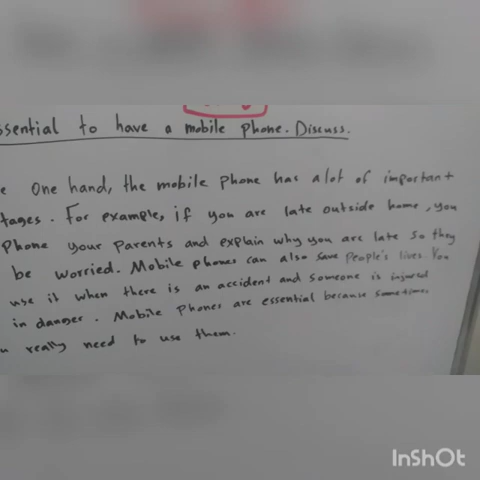 ssential to have a mobile phone. Discuss.
e One hand, the mobile phone has a lot of important
tages. For example, if you are late outside home, you
phone your parents and explain why you are late so they
be worried. Mobile phones can also save people's lives. You
use it when there is an accident and someone is injured
in danger. Mobile phones are essential because sometimes
u really need to use them.
InShOt